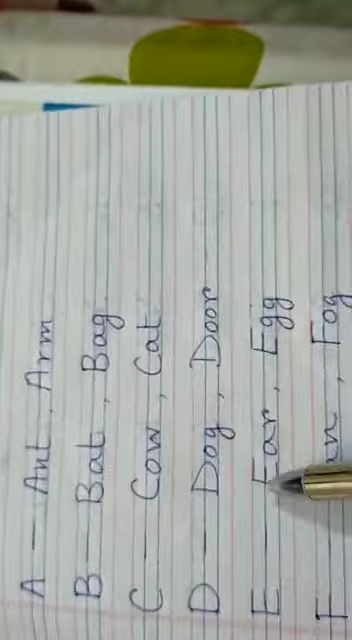 A - Ant, Arm
B - Bat, Bag
C - Cow, Cat
D - Dog, Door
E - Ear, Egg
F Fog